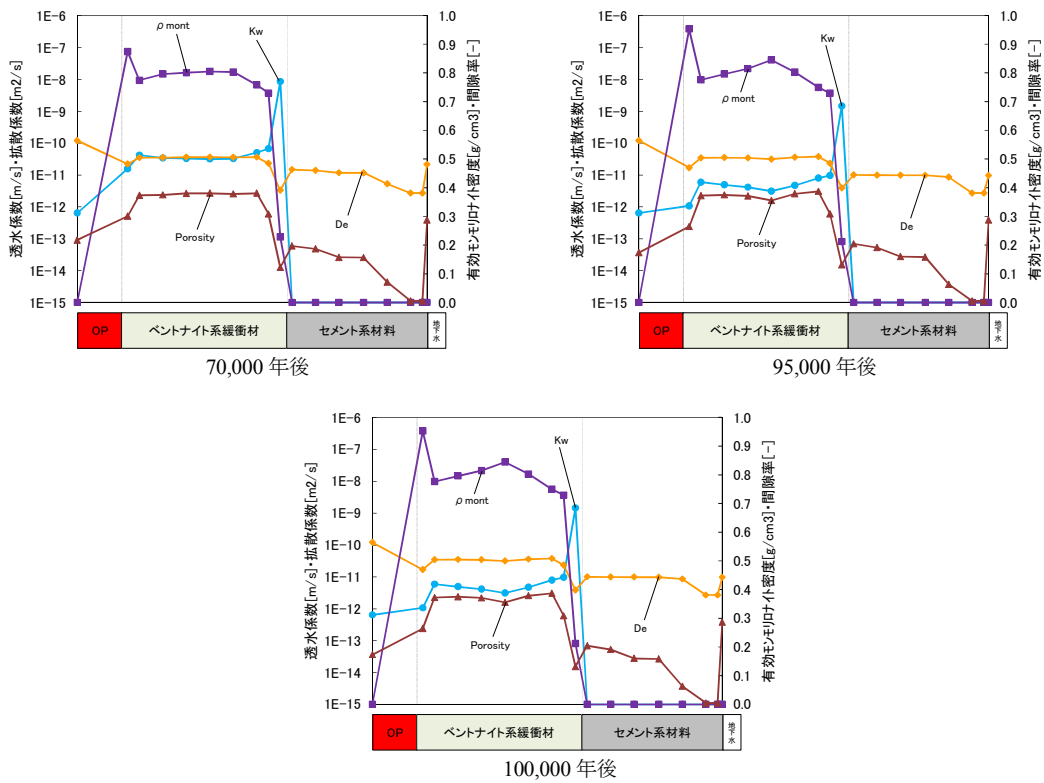 透水係数[m/s]・拡散係数[m2/s]
1E-6
1E-7
1E-8
1E-9
1E-10
1E-11
1E-12
1E-13
1E-14
1E-15
ρ mont
Kw
De
Porosity
1.0
0.9
0.8
0.7
0.6
0.5
0.4
0.3
0.2
0.1
0.0
有効モンモリロナイト密度[g/cm3]・間隙率[-]
OP
ベントナイト系緩衝材
セメント系材料
地下水
70,000 年後
透水係数[m/s]・拡散係数[m2/s]
1E-6
1E-7
1E-8
1E-9
1E-10
1E-11
1E-12
1E-13
1E-14
1E-15
Kw
ρ mont
De
Porosity
1.0
0.9
0.8
0.7
0.6
0.5
0.4
0.3
0.2
0.1
0.0
有効モンモリロナイト密度[g/cm3]・間隙率[-]
OP
ベントナイト系緩衝材
セメント系材料
地下水
95,000 年後
透水係数[m/s]・拡散係数[m2/s]
1E-6
1E-7
1E-8
1E-9
1E-10
1E-11
1E-12
1E-13
1E-14
1E-15
Kw
ρ mont
De
Porosity
1.0
0.9
0.8
0.7
0.6
0.5
0.4
0.3
0.2
0.1
0.0
有効モンモリロナイト密度[g/cm3]・間隙率[-]
OP
ベントナイト系緩衝材
セメント系材料
地下水
100,000 年後